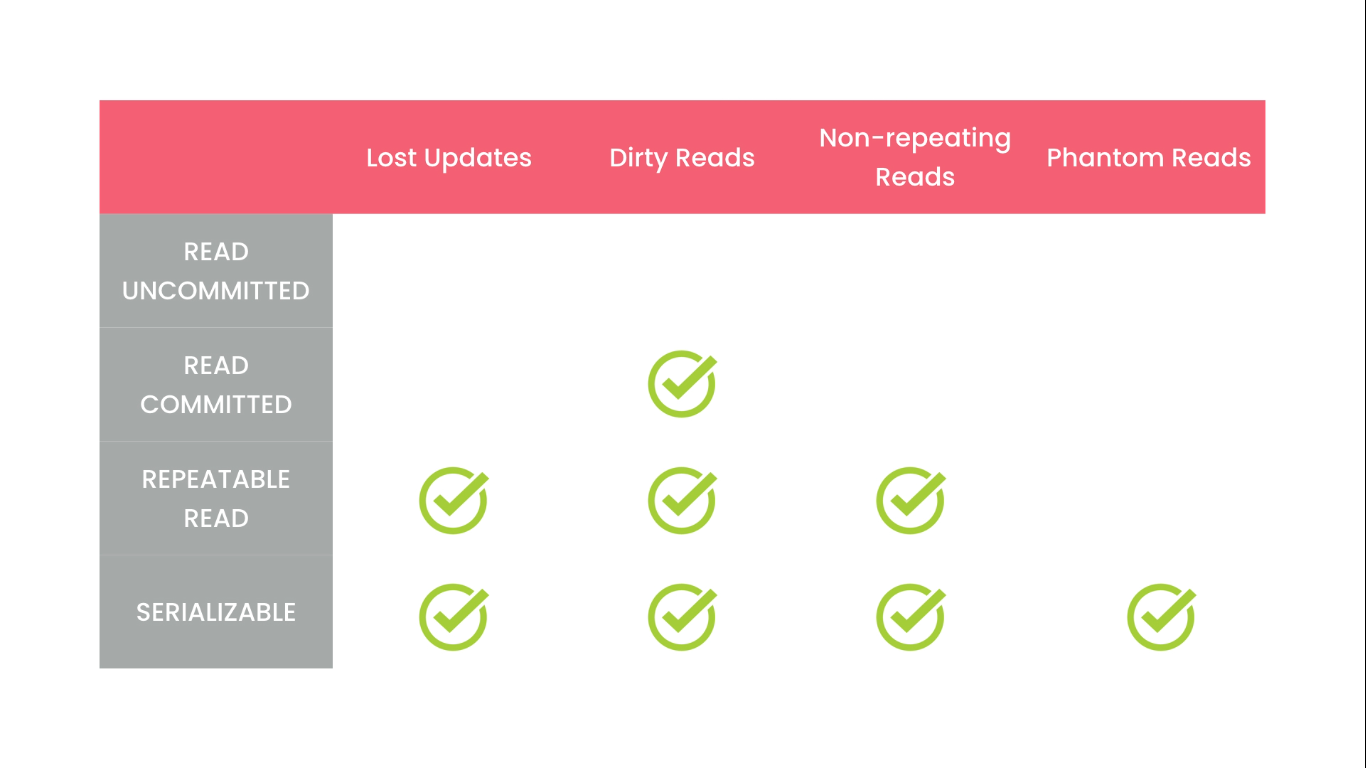 Lost Updates
Dirty Reads
Non-repeating
Reads
Phantom Reads
READ
UNCOMMITTED
READ
COMMITTED
REPEATABLE
READ
SERIALIZABLE